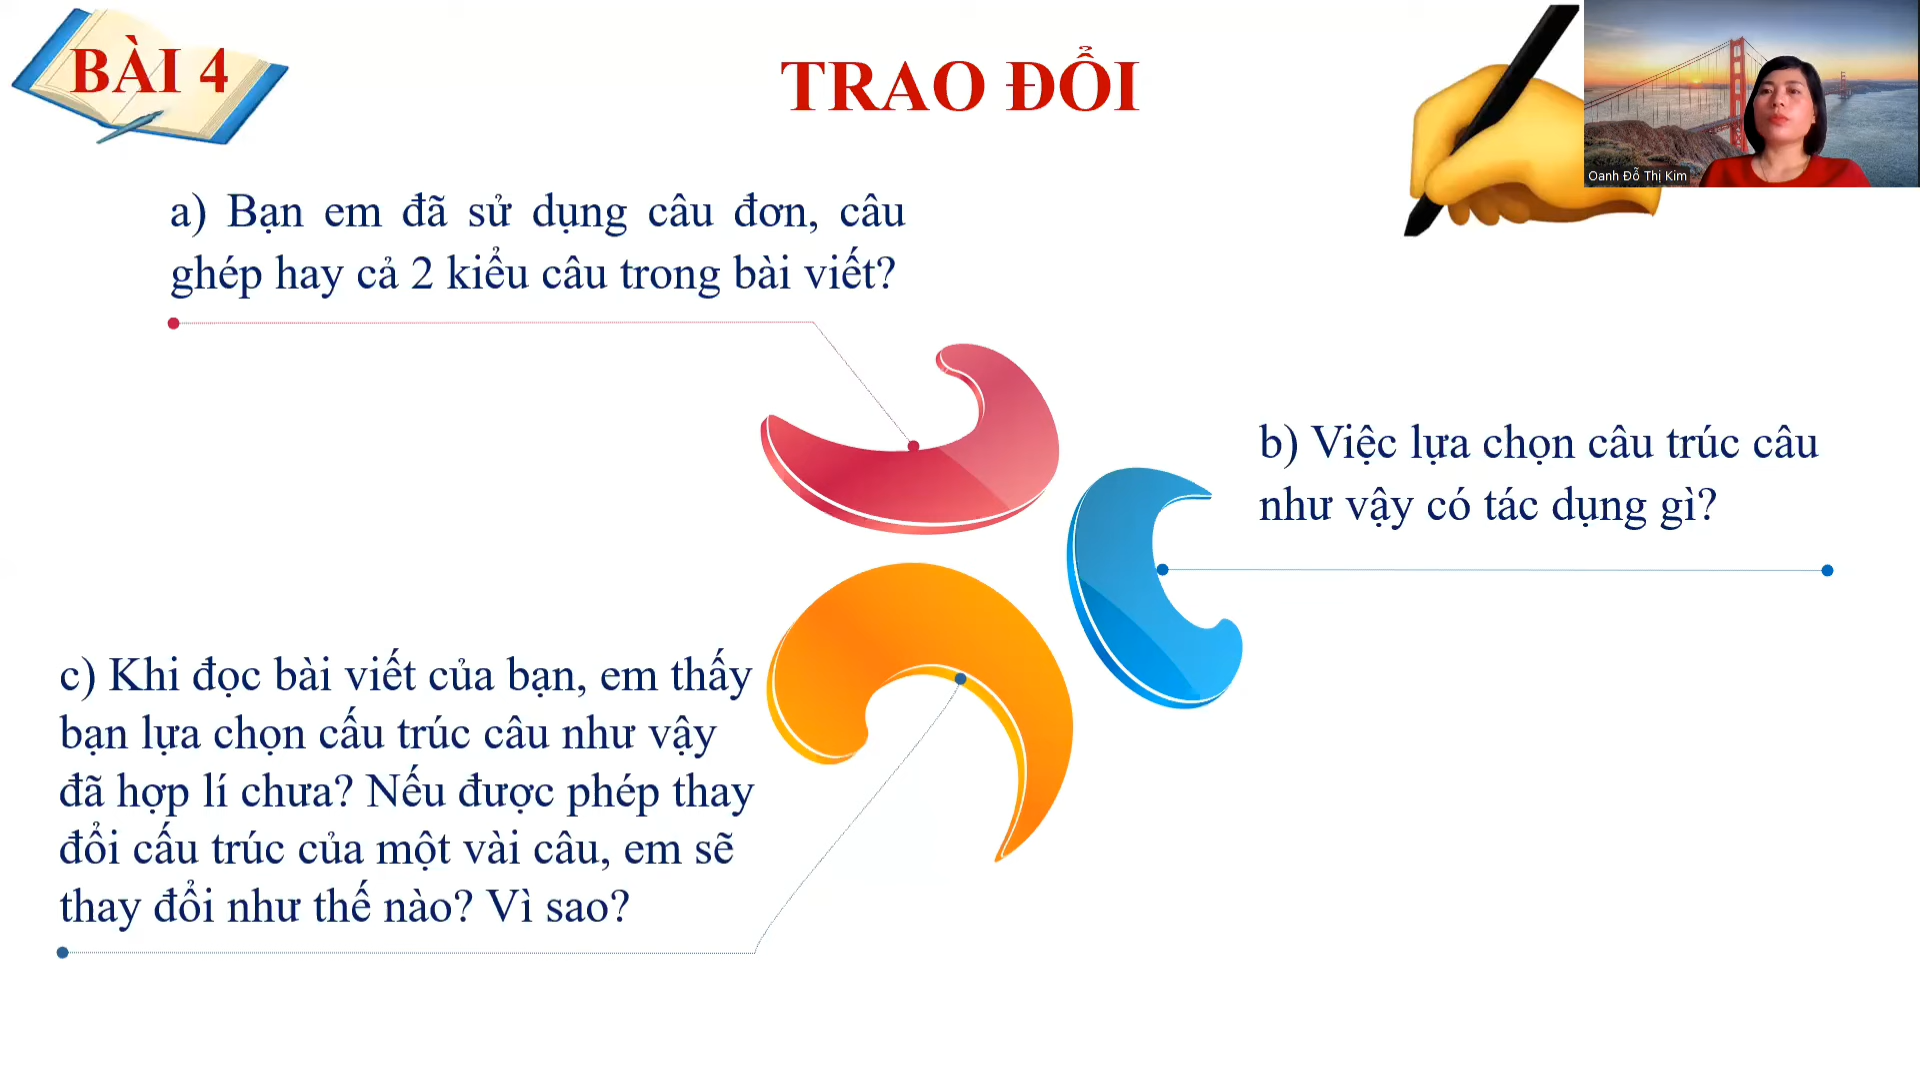 BÀI 4
TRAO ĐỔI
Oanh Đỗ Thị Kim
a) Bạn em đã sử dụng câu đơn, câu
ghép hay cả 2 kiểu câu trong bài viết?
b) Việc lựa chọn câu trúc câu
như vậy có tác dụng gì?
c) Khi đọc bài viết của bạn, em thấy
bạn lựa chọn cấu trúc câu như vậy
đã hợp lí chưa? Nếu được phép thay
đổi cấu trúc của một vài câu, em sẽ
thay đổi như thế nào? Vì sao?